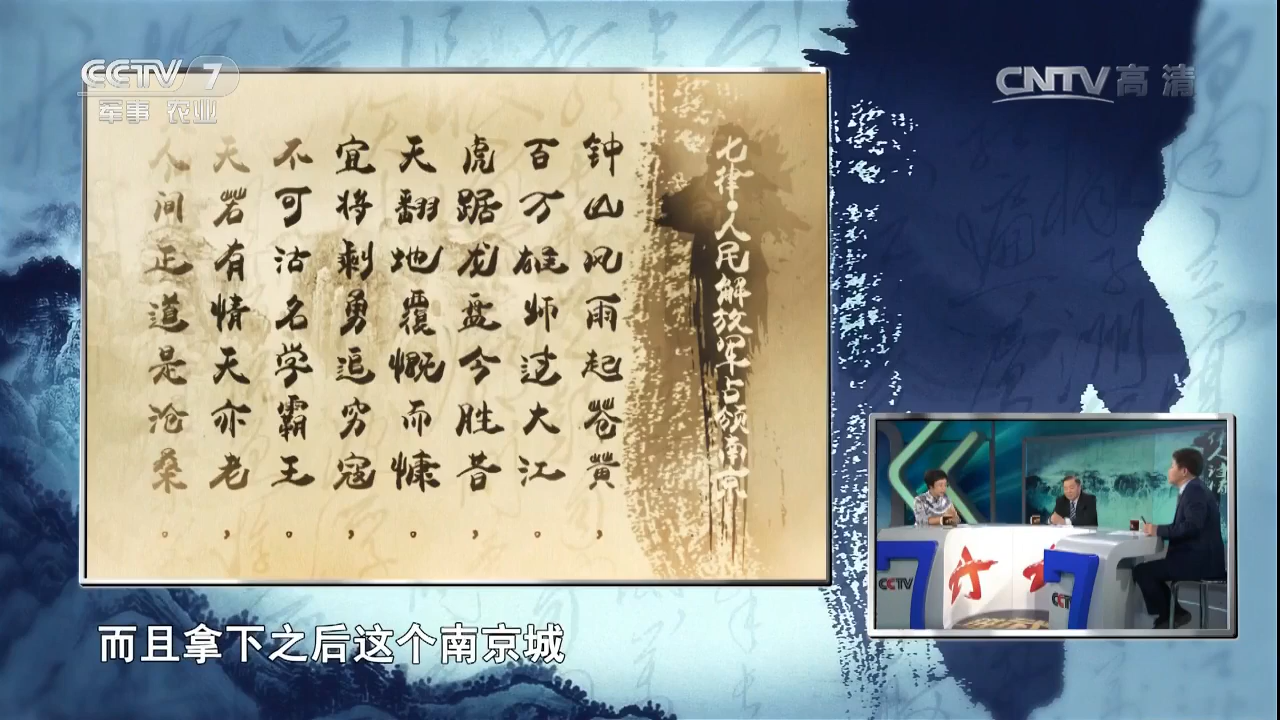 CCTV 7
军事 农业
CNTV 高清
七律·人民解放军占领南京
钟山风雨起苍黄，
百万雄师过大江。
虎踞龙盘今胜昔，
天翻地覆慨而慷。
宜将剩勇追穷寇，
不可沽名学霸王。
天若有情天亦老，
人间正道是沧桑。
CCTV
7
7
而且拿下之后这个南京城